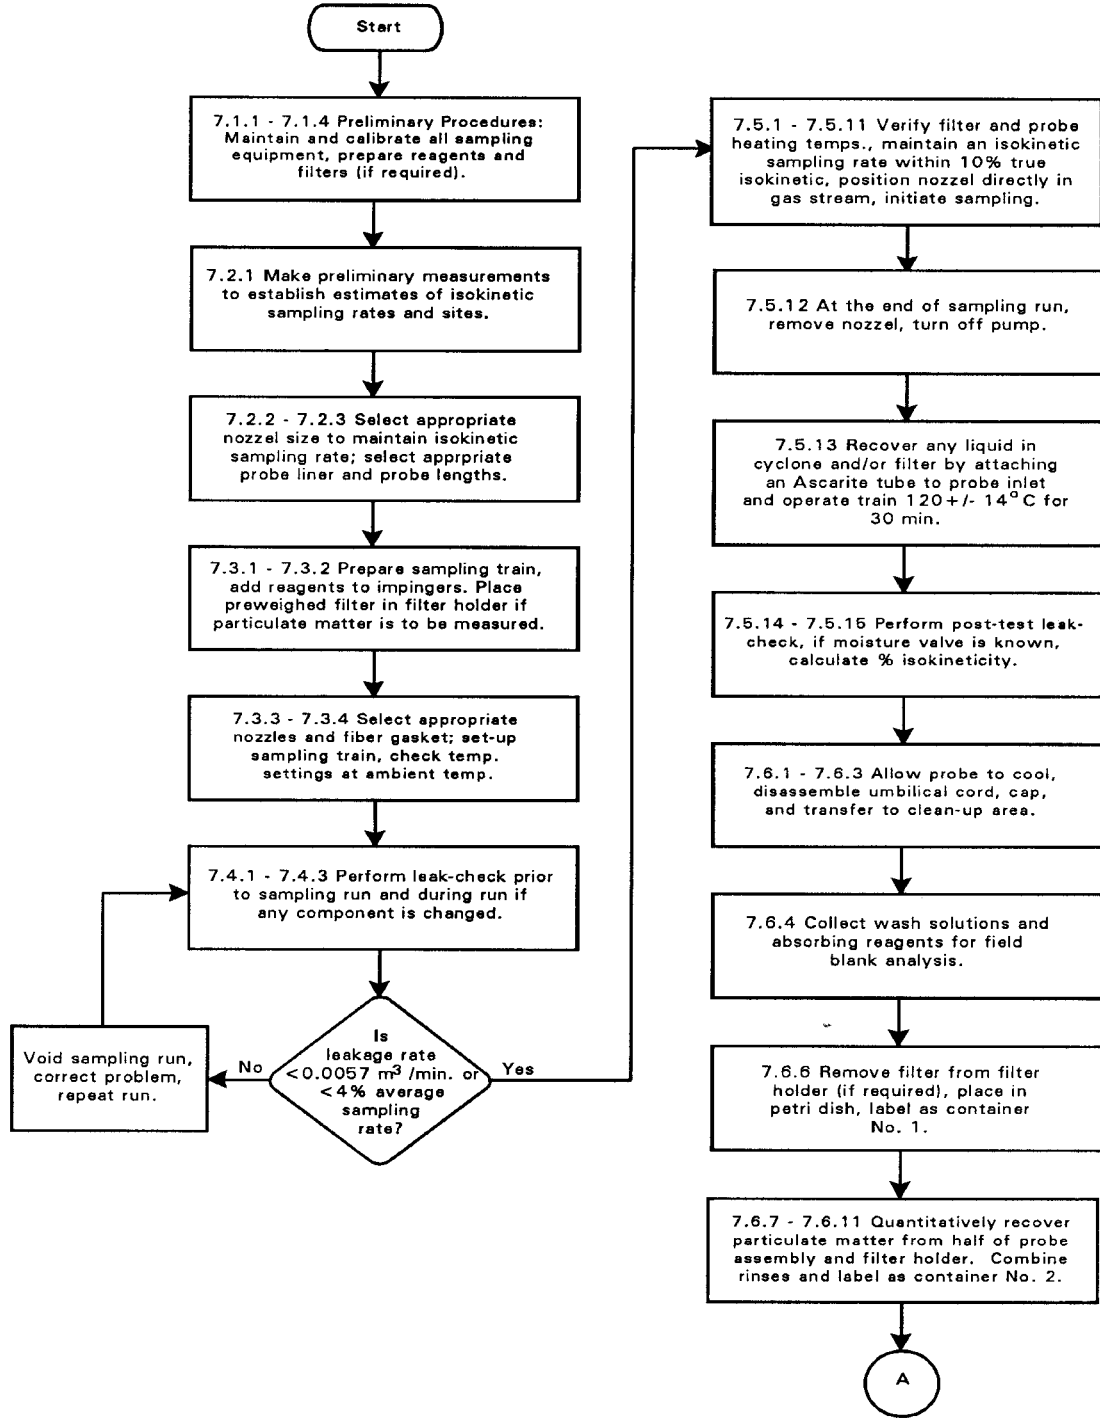 Start
7.1.1 - 7.1.4 Preliminary Procedures:
Maintain and calibrate all sampling
equipment, prepare reagents and
filters (if required).
7.2.1 Make preliminary measurements
to establish estimates of isokinetic
sampling rates and sites.
7.2.2 - 7.2.3 Select appropriate
nozzel size to maintain isokinetic
sampling rate; select apprpriate
probe liner and probe lengths.
7.3.1 - 7.3.2 Prepare sampling train,
add reagents to impingers. Place
preweighed filter in filter holder if
particulate matter is to be measured.
7.3.3 - 7.3.4 Select appropriate
nozzles and fiber gasket; set-up
sampling train, check temp.
settings at ambient temp.
7.4.1 - 7.4.3 Perform leak-check prior
to sampling run and during run if
any component is changed.
Is
leakage rate
<0.0057 m³ /min. or
<4% average
sampling
rate?
No
Yes
Void sampling run,
correct problem,
repeat run.
7.5.1 - 7.5.11 Verify filter and probe
heating temps., maintain an isokinetic
sampling rate within 10% true
isokinetic, position nozzel directly in
gas stream, initiate sampling.
7.5.12 At the end of sampling run,
remove nozzel, turn off pump.
7.5.13 Recover any liquid in
cyclone and/or filter by attaching
an Ascarite tube to probe inlet
and operate train 120+/- 14°C for
30 min.
7.5.14 - 7.5.15 Perform post-test leak-
check, if moisture valve is known,
calculate % isokineticity.
7.6.1 - 7.6.3 Allow probe to cool,
disassemble umbilical cord, cap,
and transfer to clean-up area.
7.6.4 Collect wash solutions and
absorbing reagents for field
blank analysis.
7.6.6 Remove filter from filter
holder (if required), place in
petri dish, label as container
No. 1.
7.6.7 - 7.6.11 Quantitatively recover
particulate matter from half of probe
assembly and filter holder. Combine
rinses and label as container No. 2.
A